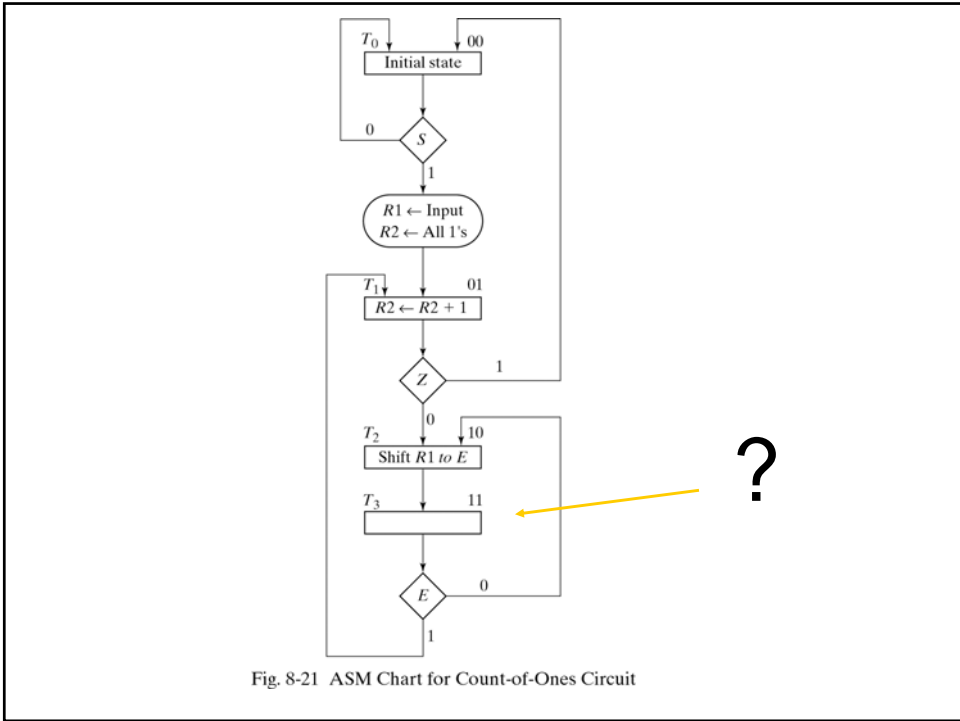 T0 00
Initial state
0
S
1
R1 ← Input
R2 ← All 1's
T1 01
R2 ← R2 + 1
1
Z
0
T2 10
Shift R1 to E
?
T3 11
0
E
1
Fig. 8-21 ASM Chart for Count-of-Ones Circuit